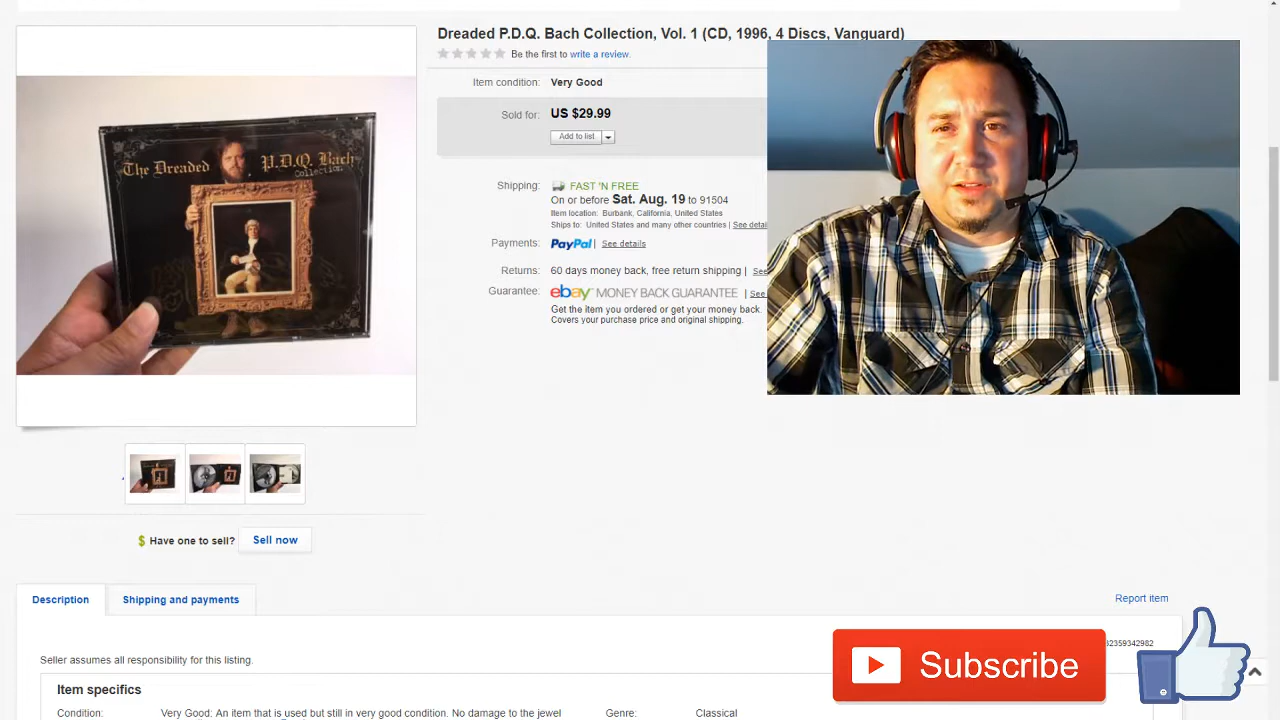 Dreaded P.D.Q. Bach Collection, Vol. 1 (CD, 1996, 4 Discs, Vanguard)
Be the first to write a review.
Item condition: Very Good
Sold for: US $29.99
Add to list
Shipping: FAST 'N FREE
On or before Sat. Aug. 19 to 91504
Item location: Burbank, California, United States
Ships to: United States and many other countries | See detai
Payments: PayPal | See details
Returns: 60 days money back, free return shipping | See
Guarantee: ebay MONEY BACK GUARANTEE | See
Get the item you ordered or get your money back.
Covers your purchase price and original shipping.
The Dreaded P.D.Q. Bach
Collection.
$ Have one to sell? Sell now
Description
Shipping and payments
Report item
62359342982
Seller assumes all responsibility for this listing.
Subscribe
Item specifics
Condition: Very Good: An item that is used but still in very good condition. No damage to the jewel
Genre: Classical